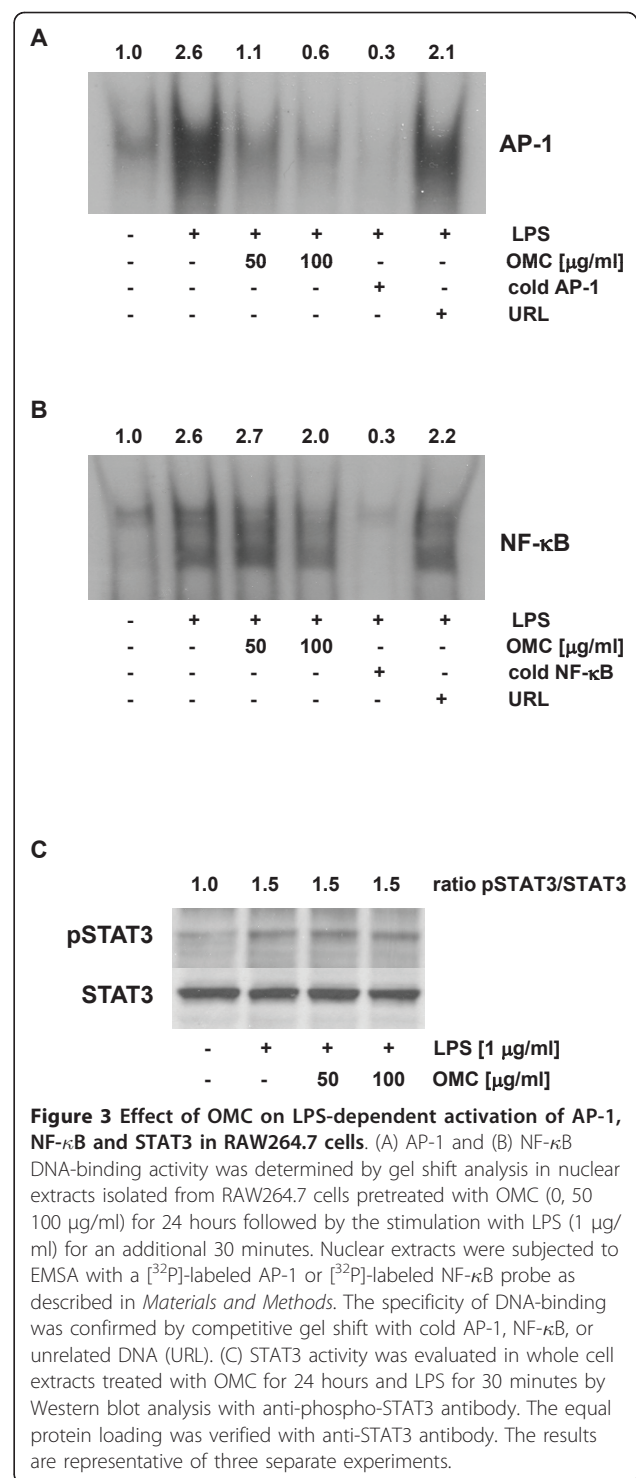 A
1.0 2.6 1.1 0.6 0.3 2.1
AP-1
- + + + + + LPS
- - 50 100 - - OMC [µg/ml]
- - - - + - cold AP-1
- - - - - + URL
B
1.0 2.6 2.7 2.0 0.3 2.2
NF-κB
- + + + + + LPS
- - 50 100 - - OMC [µg/ml]
- - - - + - cold NF-κB
- - - - - + URL
C
1.0 1.5 1.5 1.5 ratio pSTAT3/STAT3
pSTAT3
STAT3
- + + + LPS [1 µg/ml]
- - 50 100 OMC [µg/ml]
Figure 3 Effect of OMC on LPS-dependent activation of AP-1,
NF-κB and STAT3 in RAW264.7 cells. (A) AP-1 and (B) NF-κB
DNA-binding activity was determined by gel shift analysis in nuclear
extracts isolated from RAW264.7 cells pretreated with OMC (0, 50
100 µg/ml) for 24 hours followed by the stimulation with LPS (1 µg/
ml) for an additional 30 minutes. Nuclear extracts were subjected to
EMSA with a [³²P]-labeled AP-1 or [³²P]-labeled NF-κB probe as
described in Materials and Methods. The specificity of DNA-binding
was confirmed by competitive gel shift with cold AP-1, NF-κB, or
unrelated DNA (URL). (C) STAT3 activity was evaluated in whole cell
extracts treated with OMC for 24 hours and LPS for 30 minutes by
Western blot analysis with anti-phospho-STAT3 antibody. The equal
protein loading was verified with anti-STAT3 antibody. The results
are representative of three separate experiments.